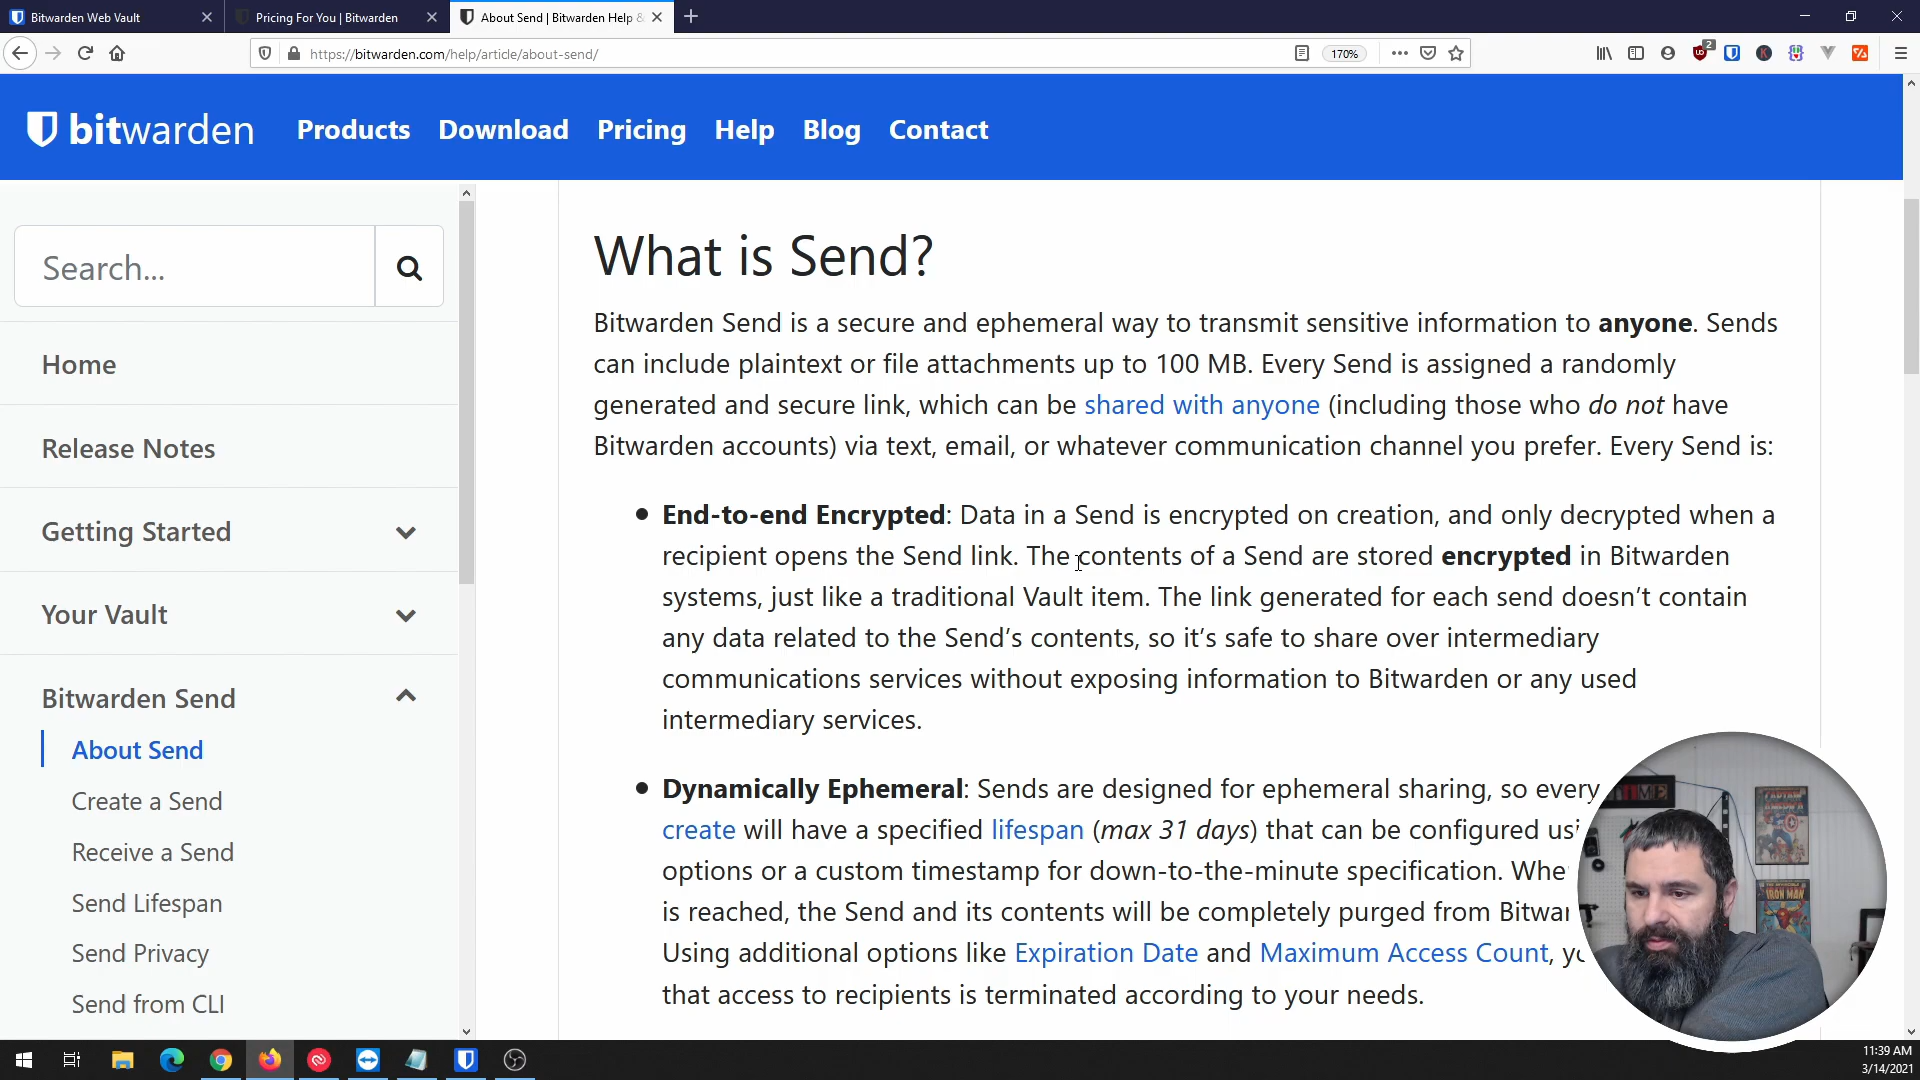 Bitwarden Web Vault
Pricing For You | Bitwarden
About Send | Bitwarden Help &
https://bitwarden.com/help/article/about-send/
170%
2
bitwarden
Products
Download
Pricing
Help
Blog
Contact
Search...
Home
Release Notes
Getting Started
Your Vault
Bitwarden Send
About Send
Create a Send
Receive a Send
Send Lifespan
Send Privacy
Send from CLI
What is Send?
Bitwarden Send is a secure and ephemeral way to transmit sensitive information to anyone. Sends
can include plaintext or file attachments up to 100 MB. Every Send is assigned a randomly
generated and secure link, which can be shared with anyone (including those who do not have
Bitwarden accounts) via text, email, or whatever communication channel you prefer. Every Send is:
• End-to-end Encrypted: Data in a Send is encrypted on creation, and only decrypted when a
recipient opens the Send link. The contents of a Send are stored encrypted in Bitwarden
systems, just like a traditional Vault item. The link generated for each send doesn’t contain
any data related to the Send’s contents, so it’s safe to share over intermediary
communications services without exposing information to Bitwarden or any used
intermediary services.
• Dynamically Ephemeral: Sends are designed for ephemeral sharing, so every
create will have a specified lifespan (max 31 days) that can be configured usi
options or a custom timestamp for down-to-the-minute specification. Whe
is reached, the Send and its contents will be completely purged from Bitwar
Using additional options like Expiration Date and Maximum Access Count, yo
that access to recipients is terminated according to your needs.
TIME
CAPTAIN
AMERICA
IRON MAN
11:39 AM
3/14/2021